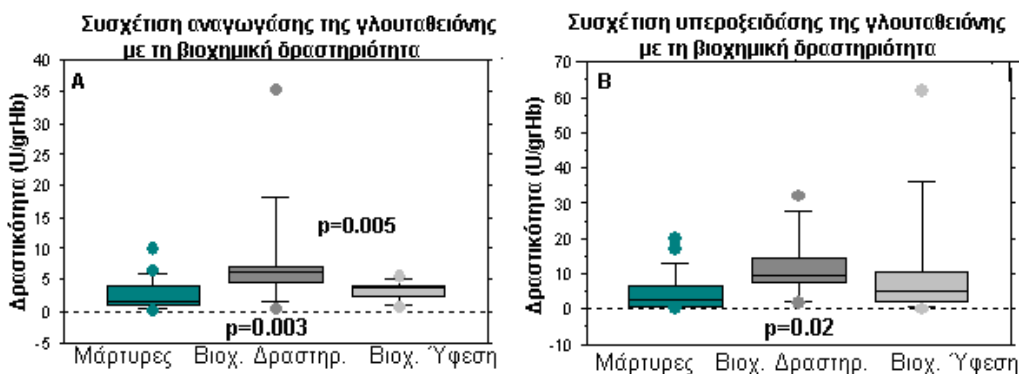 Συσχέτιση αναγωγάσης της γλουταθειόνης
με τη βιοχημική δραστηριότητα
A
Δραστικότητα (U/grHb)
40
35
30
25
20
15
10
5
0
-5
p=0.005
p=0.003
Μάρτυρες Βιοχ. Δραστηρ. Βιοχ. Ύφεση
Συσχέτιση υπεροξειδάσης της γλουταθειόνης
με τη βιοχημική δραστηριότητα
B
Δραστικότητα (U/grHb)
70
60
50
40
30
20
10
0
-10
p=0.02
Μάρτυρες Βιοχ. Δραστηρ. Βιοχ. Ύφεση